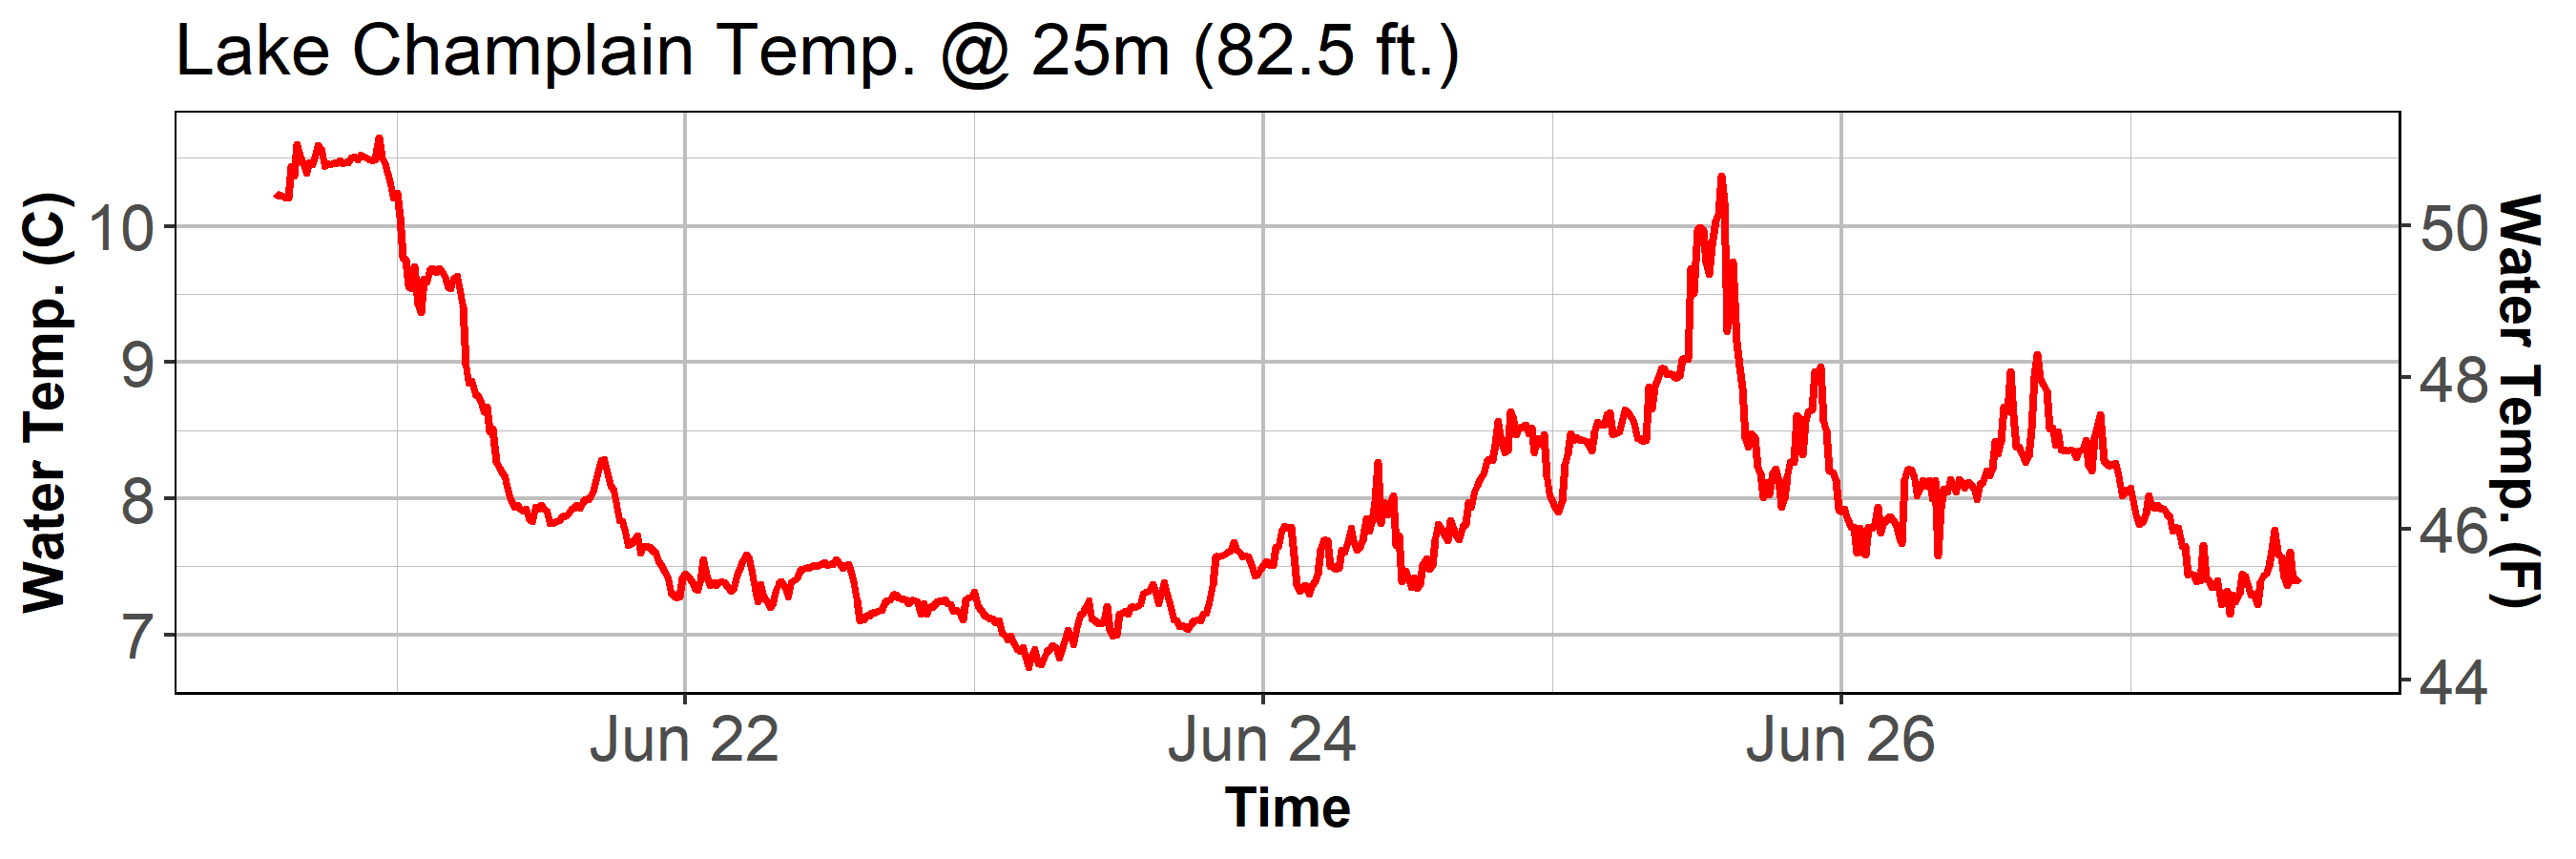 Lake Champlain Temp. @ 25m (82.5 ft.)
Water Temp. (C)
10
9
8
7
50
48
46
44
Water Temp. (F)
Jun 22
Jun 24
Jun 26
Time